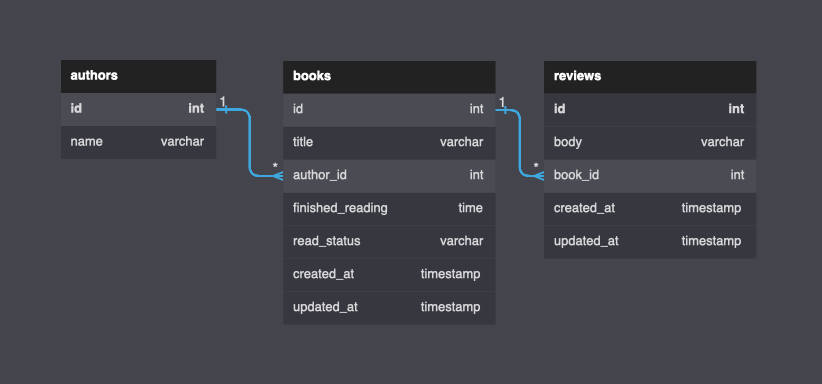 authors
id int
name varchar
1
*
books
id int
title varchar
author_id int
finished_reading time
read_status varchar
created_at timestamp
updated_at timestamp
1
*
reviews
id int
body varchar
book_id int
created_at timestamp
updated_at timestamp